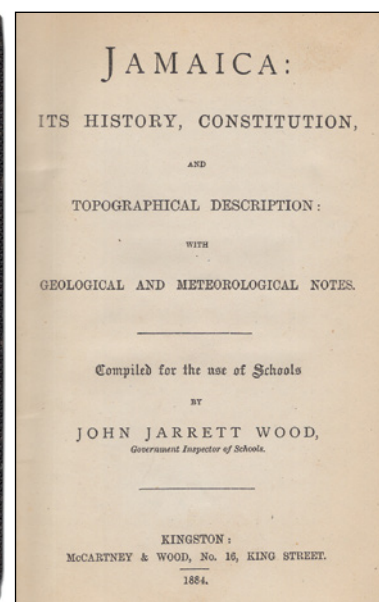 JAMAICA:
ITS HISTORY, CONSTITUTION,
AND
TOPOGRAPHICAL DESCRIPTION:
WITH
GEOLOGICAL AND METEOROLOGICAL NOTES.
Compiled for the use of Schools
BY
JOHN JARRETT WOOD,
Government Inspector of Schools.
KINGSTON:
McCARTNEY & WOOD, No. 16, KING STREET.
1884.